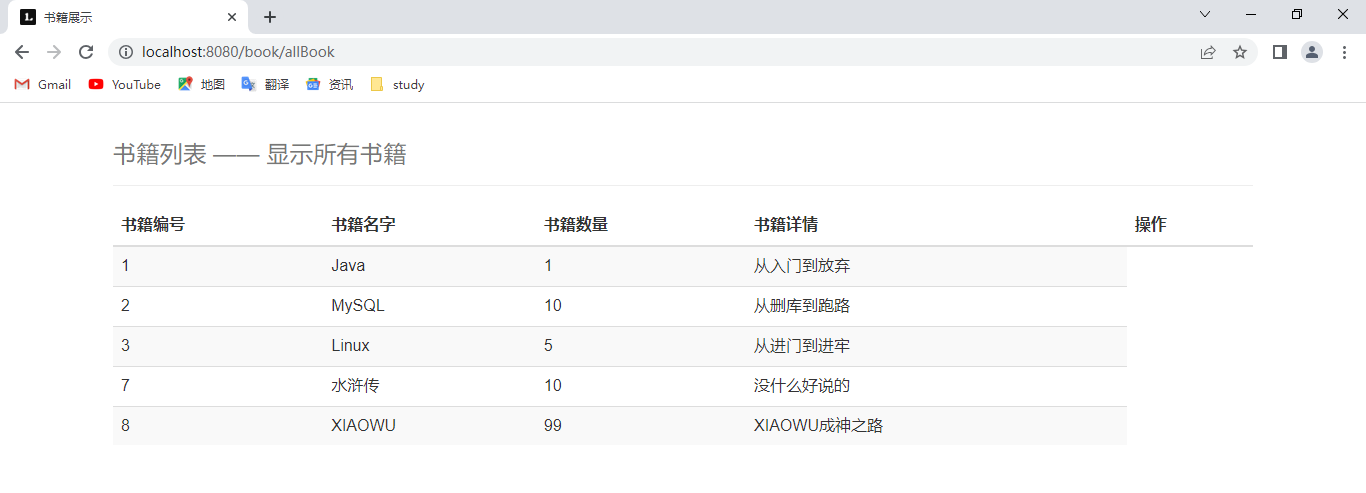 书籍展示
localhost:8080/book/allBook
Gmail YouTube 地图 翻译 资讯 study
书籍列表 —— 显示所有书籍
书籍编号 书籍名字 书籍数量 书籍详情 操作
1 Java 1 从入门到放弃
2 MySQL 10 从删库到跑路
3 Linux 5 从进门到进牢
7 水浒传 10 没什么好说的
8 XIAOWU 99 XIAOWU成神之路